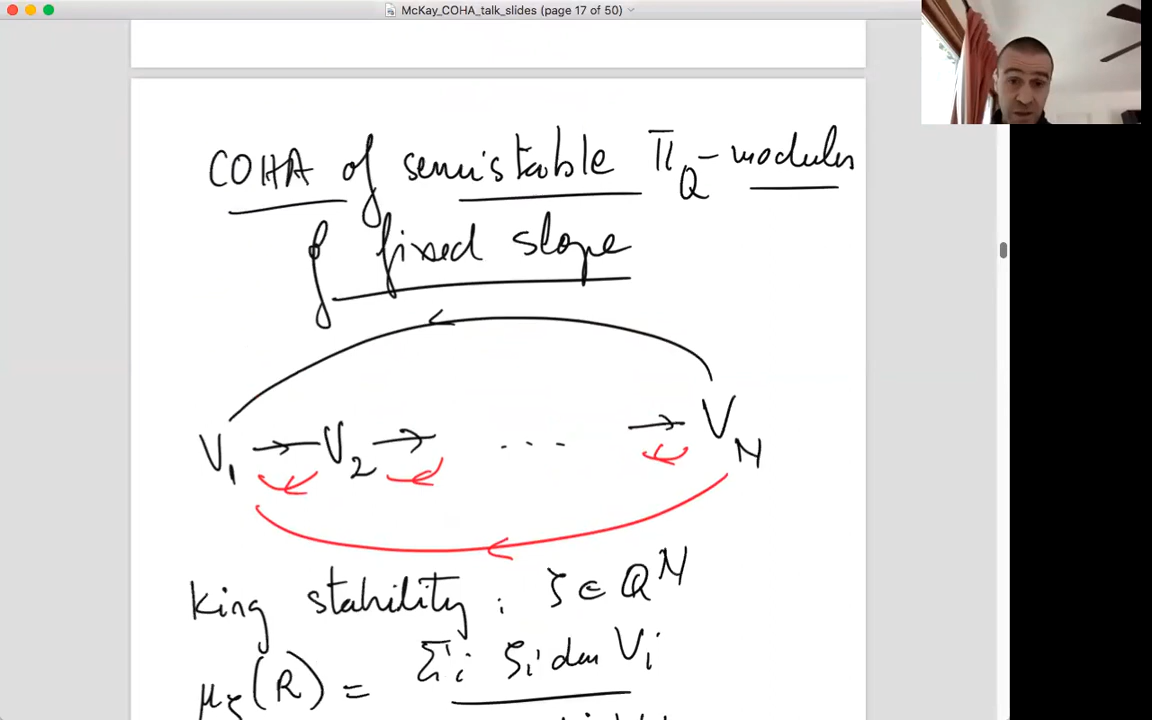 McKay_COHA_talk_slides (page 17 of 50)
COHA of semistable Π_Q - modules
of fixed slope
V_1 → V_2 → ... → V_N
King stability : ζ ∈ Q^N
μ_ζ(R) = Σ_i ζ_i dim V_i